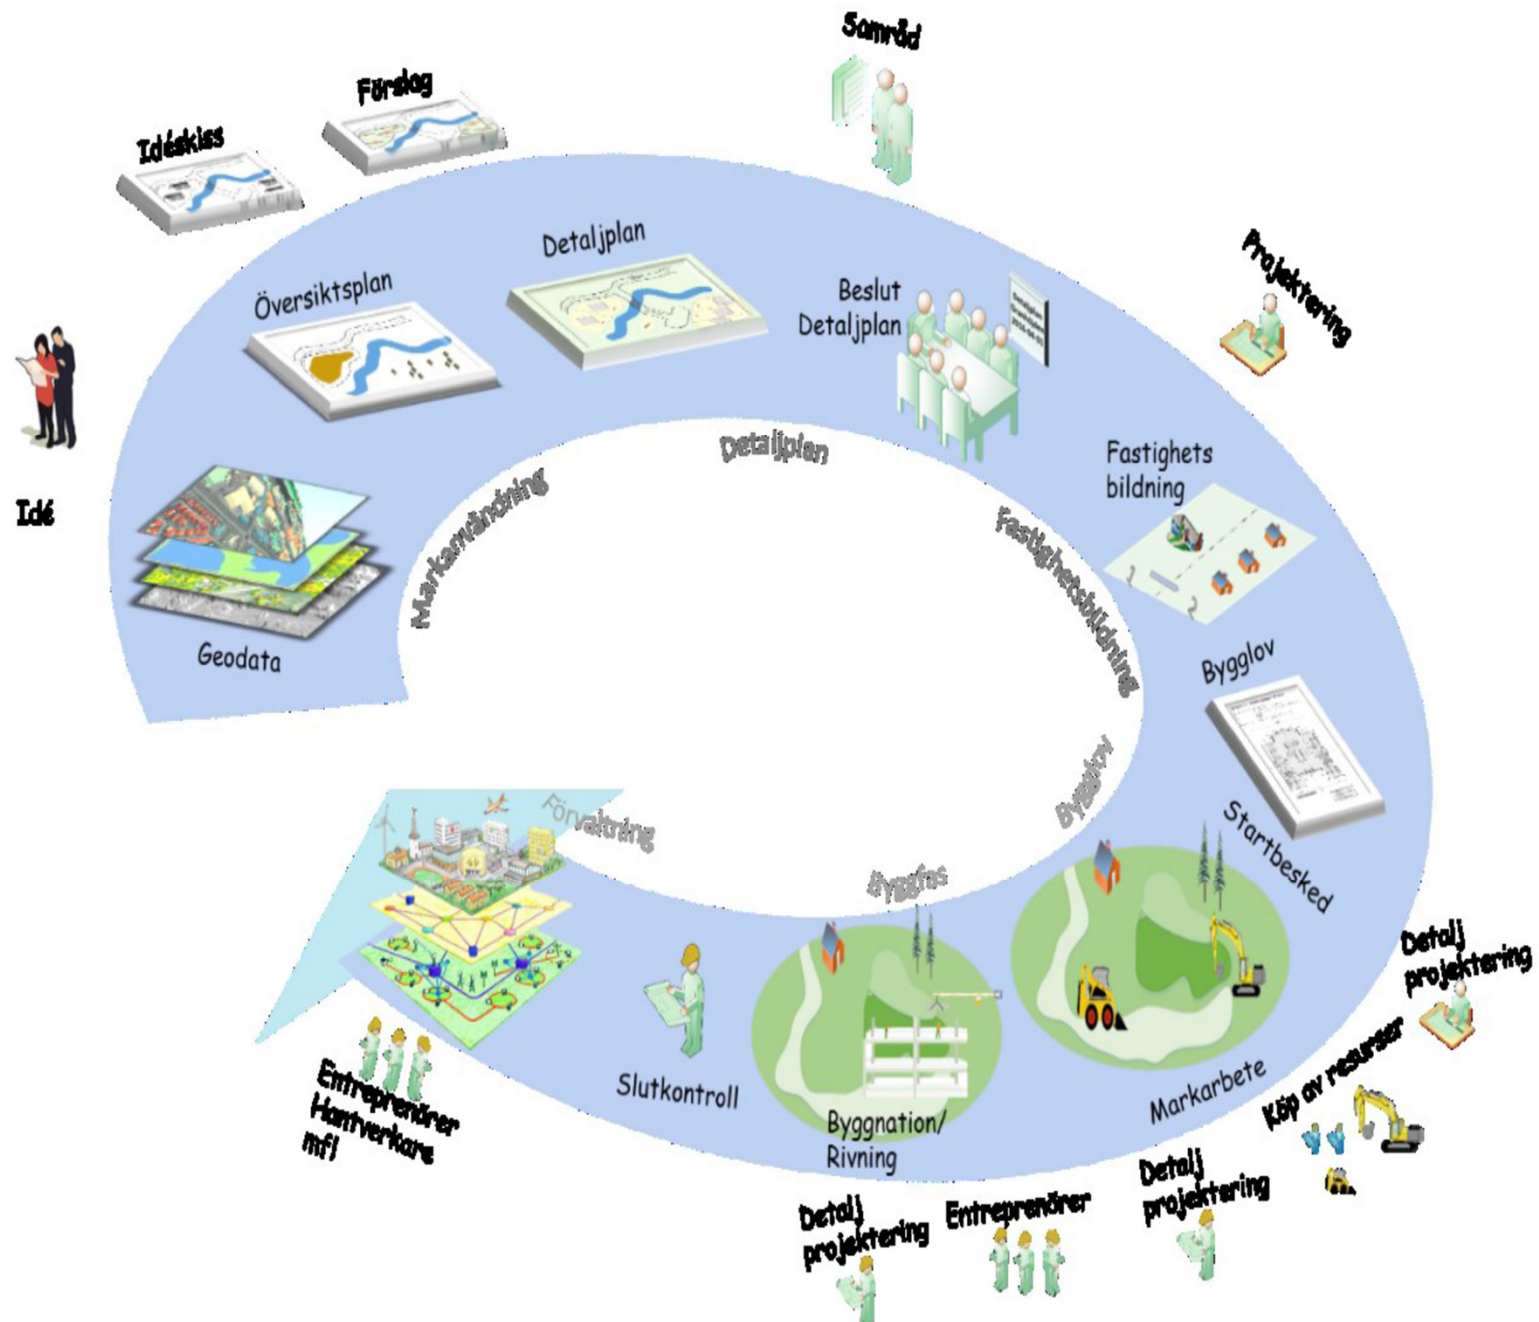 Samråd
Förslag
Idéskiss
Projektering
Detaljplan
Översiktsplan
Beslut
Detaljplan
Idé
Detaljplan
Fastighets
bildning
Markanvändning
Fastighetsbildning
Geodata
Bygglov
Bygglov
Startbesked
Förvaltning
Byggfas
Detalj
projektering
Köp av resurser
Markarbete
Slutkontroll
Byggnation/
Rivning
Entreprenörer
Hantverkare
mfl
Detalj
projektering
Entreprenörer
Detalj
projektering